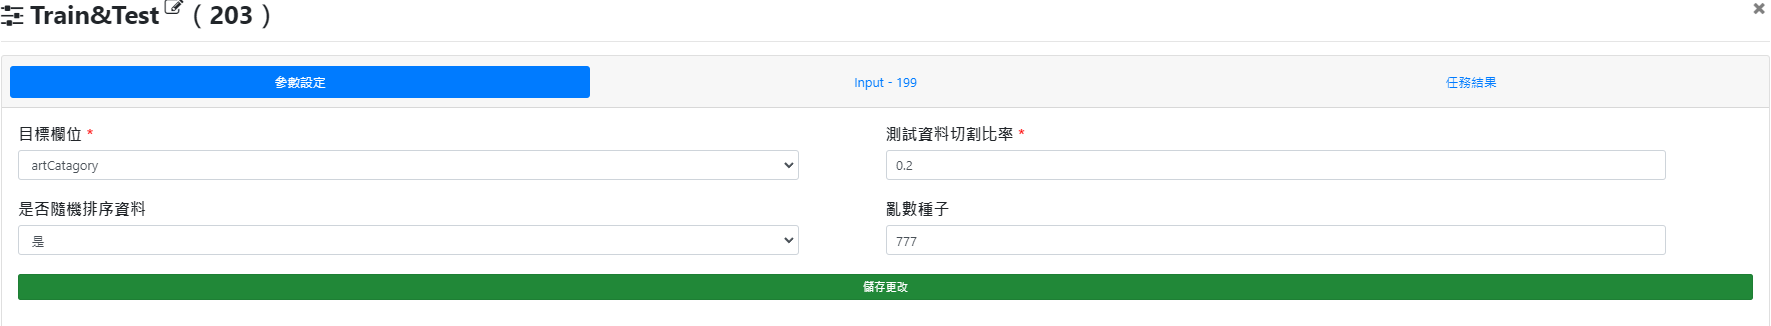 Train&Test （203）
參數設定 Input - 199 任務結果
目標欄位 * 測試資料切割比率 *
artCatagory 0.2
是否隨機排序資料 亂數種子
是 777
儲存更改